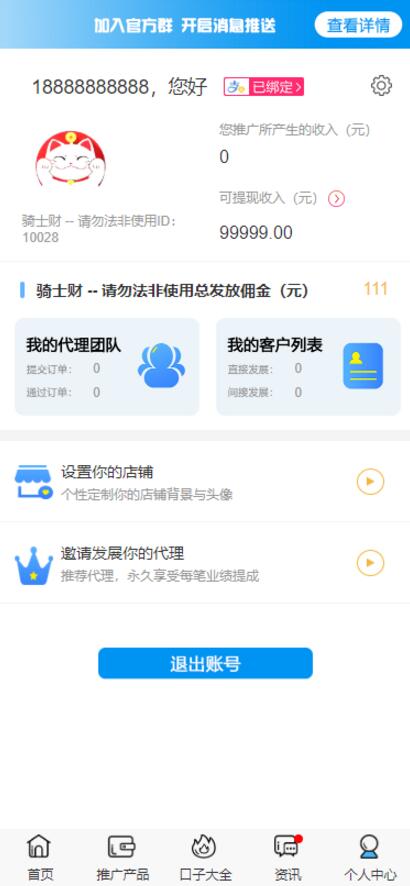 加入官方群 开启消息推送
查看详情
18888888888，您好
已绑定
您推广所产生的收入（元）
0
可提现收入（元）
99999.00
骑士财 -- 请勿法非使用ID:
10028
骑士财 -- 请勿法非使用总发放佣金（元）
111
我的代理团队
提交订单： 0
通过订单： 0
我的客户列表
直接发展： 0
间接发展： 0
设置你的店铺
个性定制你的店铺背景与头像
邀请发展你的代理
推荐代理，永久享受每笔业绩提成
退出账号
首页
推广产品
口子大全
资讯
个人中心